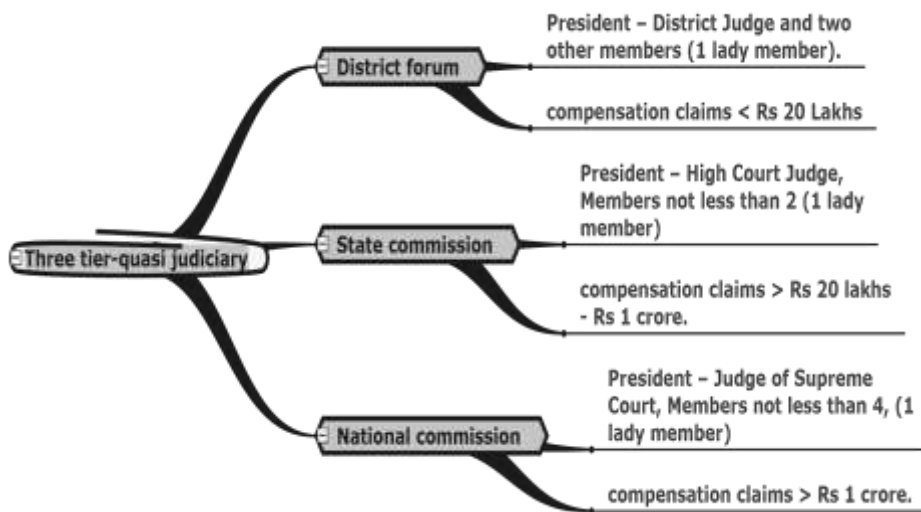 Three tier-quasi judiciary
District forum
President – District Judge and two
other members (1 lady member).
compensation claims < Rs 20 Lakhs
State commission
President – High Court Judge,
Members not less than 2 (1 lady
member)
compensation claims > Rs 20 lakhs
- Rs 1 crore.
National commission
President – Judge of Supreme
Court, Members not less than 4, (1
lady member)
compensation claims > Rs 1 crore.